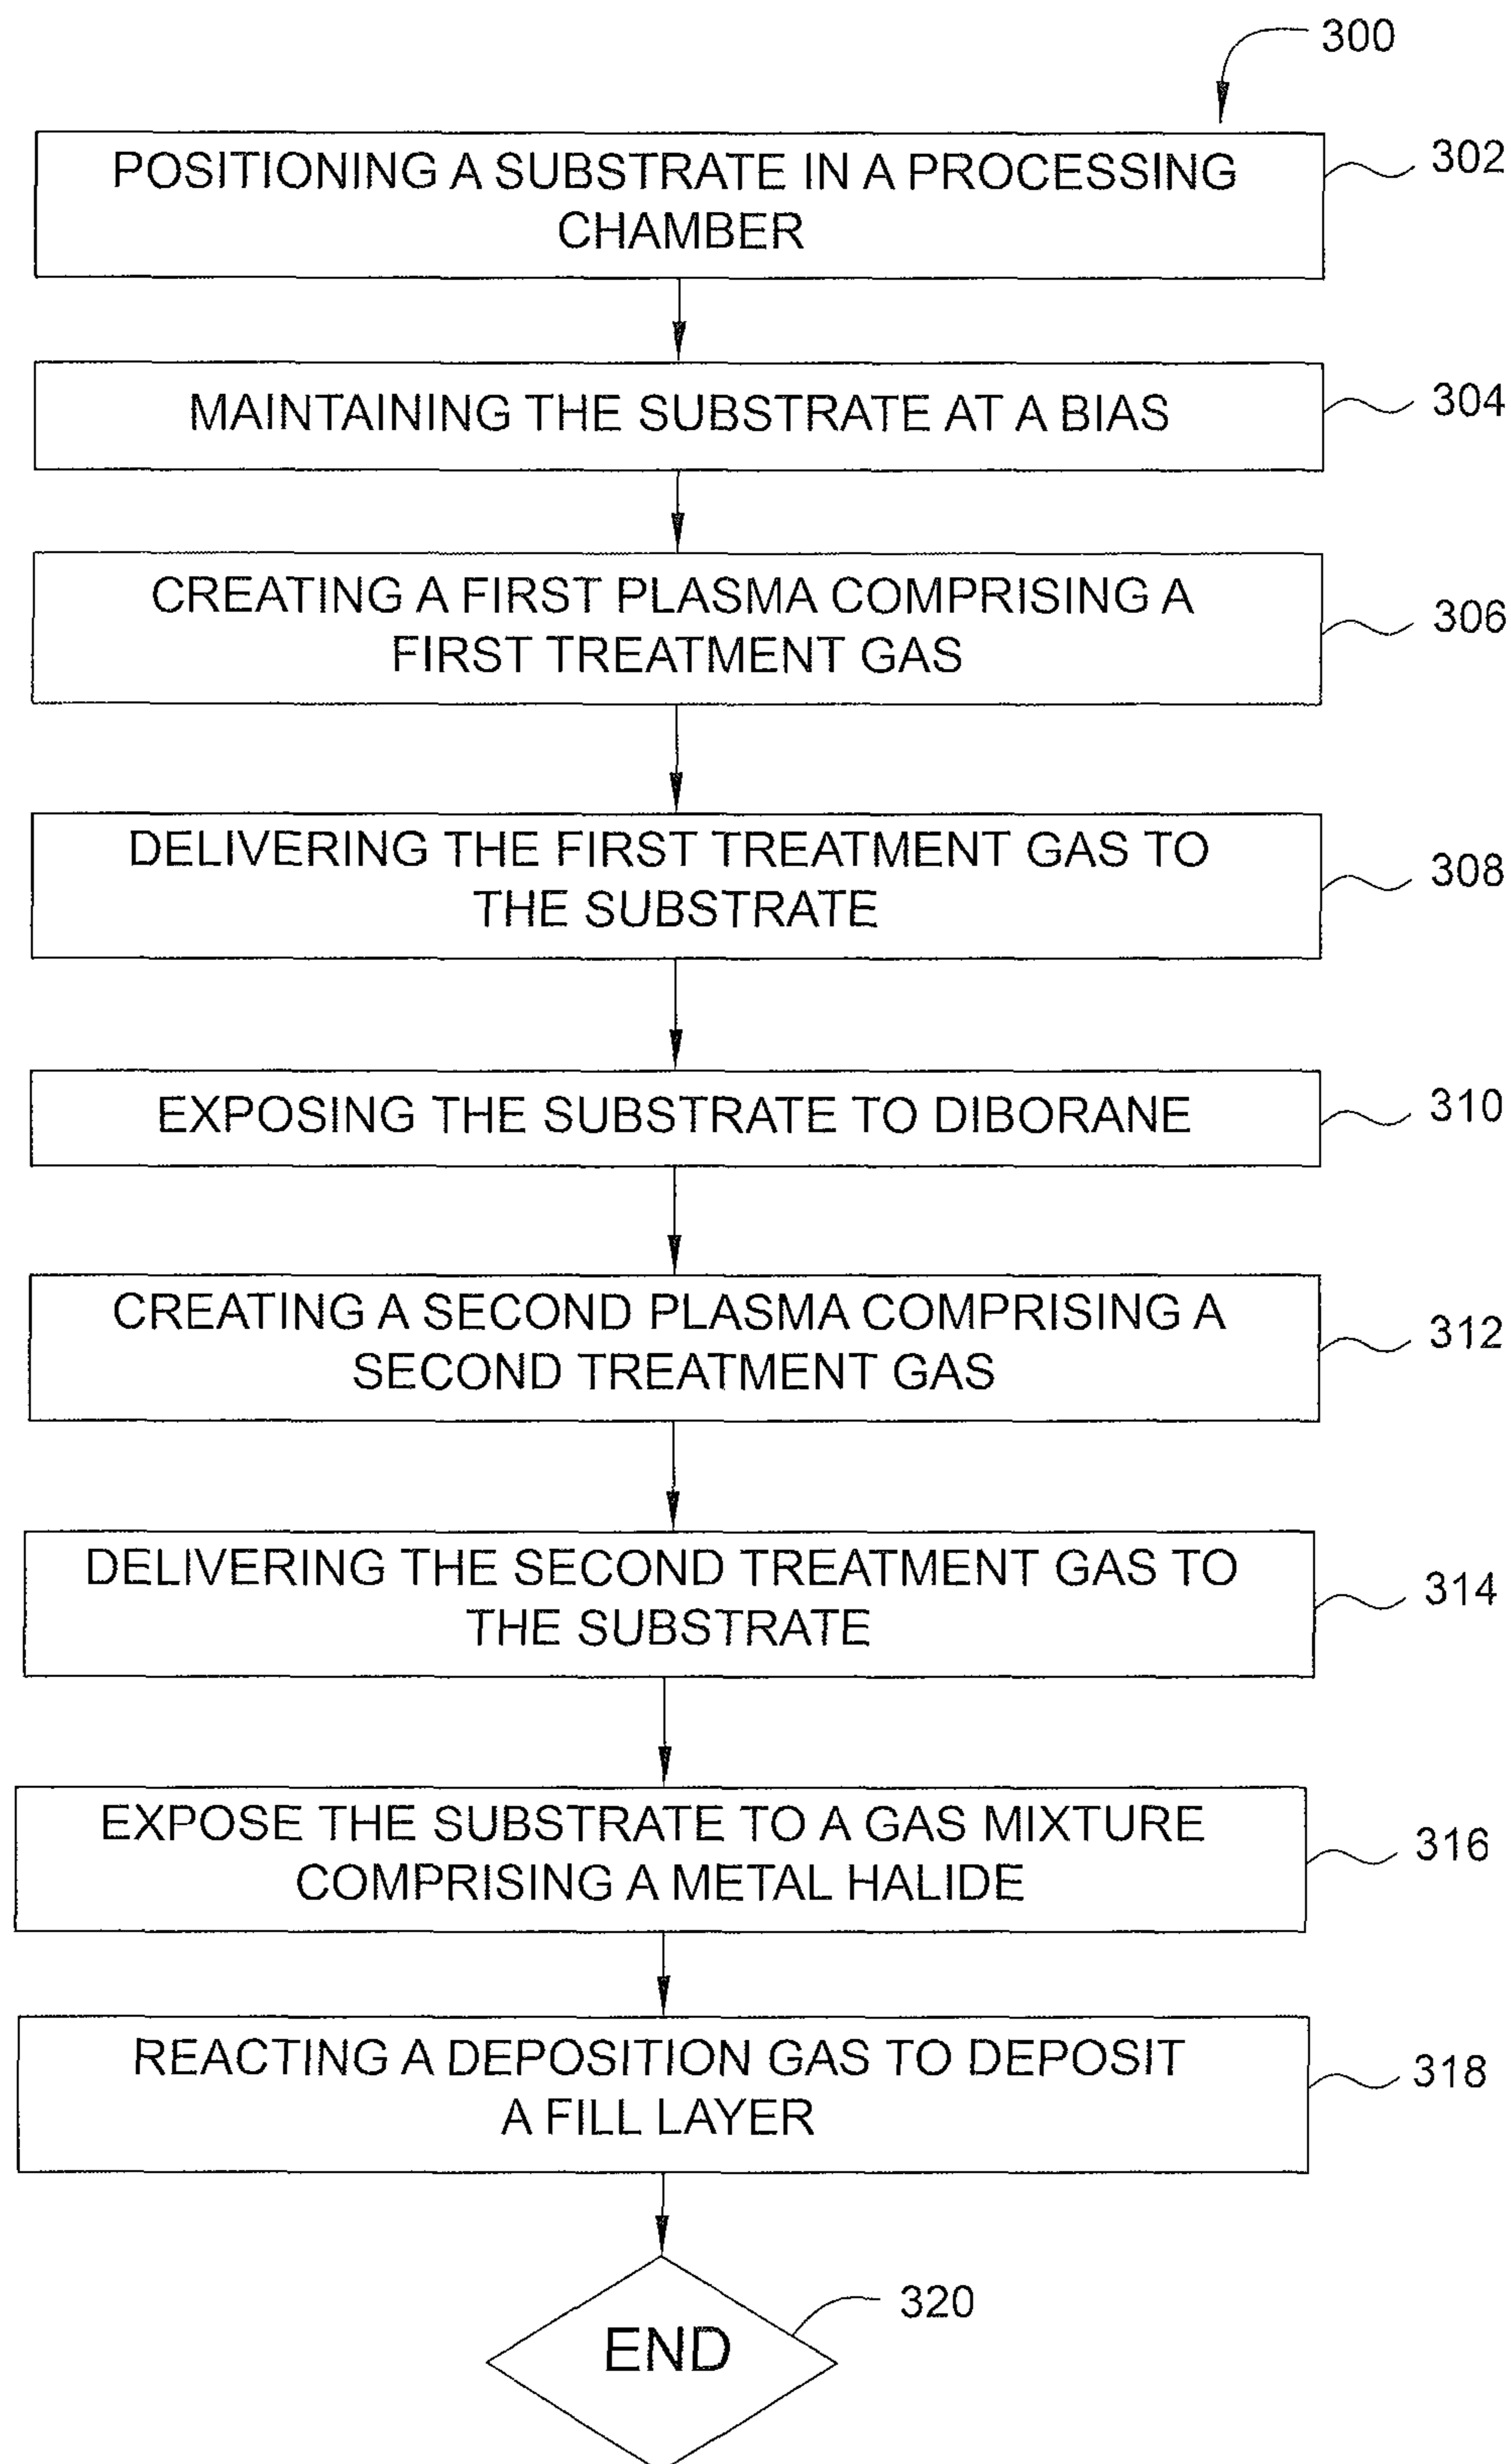 300
POSITIONING A SUBSTRATE IN A PROCESSING
CHAMBER
302
MAINTAINING THE SUBSTRATE AT A BIAS
304
CREATING A FIRST PLASMA COMPRISING A
FIRST TREATMENT GAS
306
DELIVERING THE FIRST TREATMENT GAS TO
THE SUBSTRATE
308
EXPOSING THE SUBSTRATE TO DIBORANE
310
CREATING A SECOND PLASMA COMPRISING A
SECOND TREATMENT GAS
312
DELIVERING THE SECOND TREATMENT GAS TO
THE SUBSTRATE
314
EXPOSE THE SUBSTRATE TO A GAS MIXTURE
COMPRISING A METAL HALIDE
316
REACTING A DEPOSITION GAS TO DEPOSIT
A FILL LAYER
318
END
320